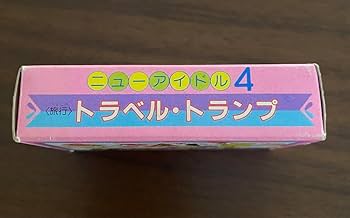 ニューアイドル4
〈旅行〉トラベル・トランプ